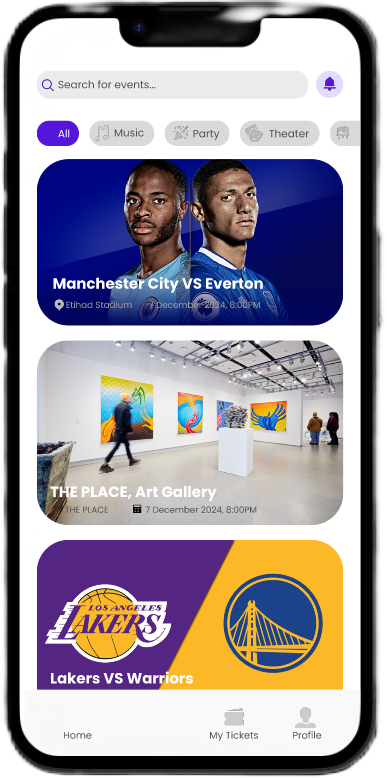 Search for events...
All Music Party Theater
Manchester City VS Everton
Etihad Stadium December 2024, 8:00PM
THE PLACE, Art Gallery
THE PLACE 7 December 2024, 8:00PM
LOS ANGELES
LAKERS
Lakers VS Warriors
Home My Tickets Profile